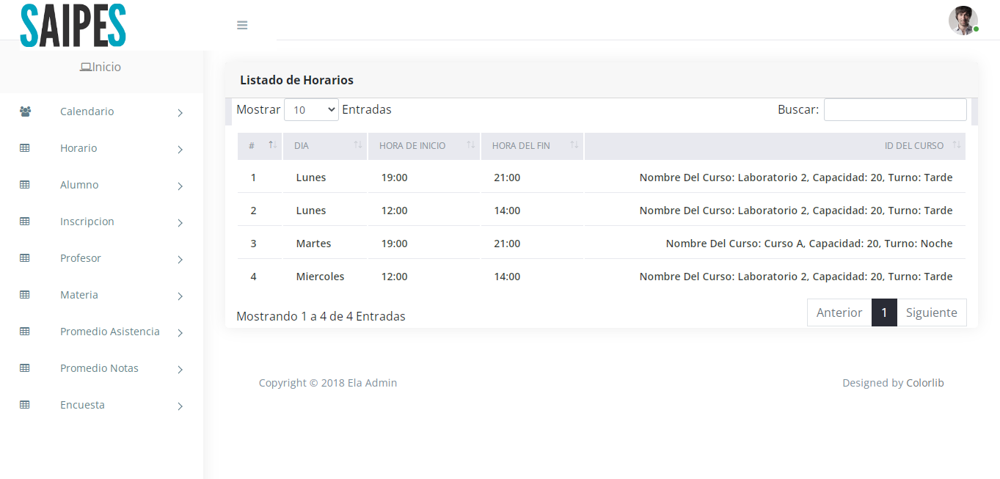 SAIPES
Inicio
Calendario
Horario
Alumno
Inscripcion
Profesor
Materia
Promedio Asistencia
Promedio Notas
Encuesta
Listado de Horarios
Mostrar 10 Entradas Buscar:
# DIA HORA DE INICIO HORA DEL FIN ID DEL CURSO
1 Lunes 19:00 21:00 Nombre Del Curso: Laboratorio 2, Capacidad: 20, Turno: Tarde
2 Lunes 12:00 14:00 Nombre Del Curso: Laboratorio 2, Capacidad: 20, Turno: Tarde
3 Martes 19:00 21:00 Nombre Del Curso: Curso A, Capacidad: 20, Turno: Noche
4 Miercoles 12:00 14:00 Nombre Del Curso: Laboratorio 2, Capacidad: 20, Turno: Tarde
Mostrando 1 a 4 de 4 Entradas Anterior 1 Siguiente
Copyright © 2018 Ela Admin Designed by Colorlib